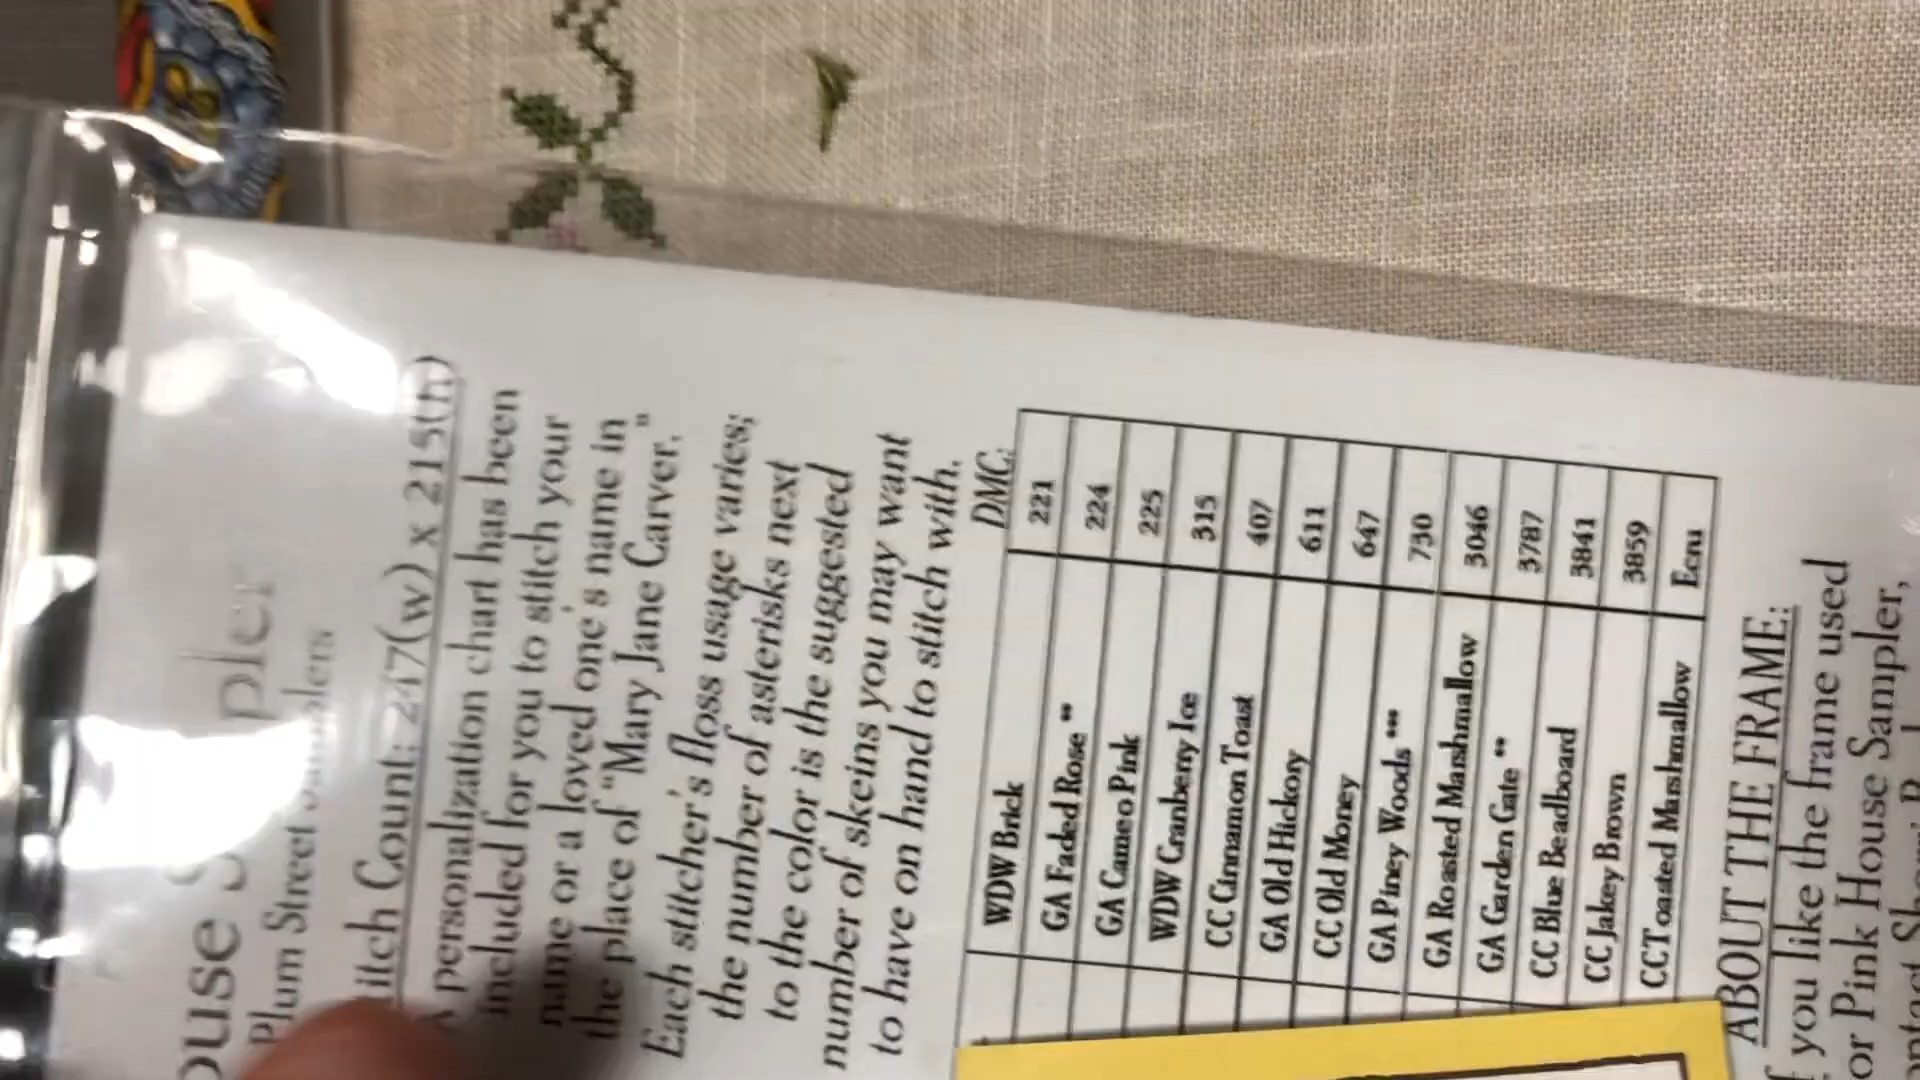 ouse
Plum Street
itch Count: 247(w) x 215(h)
A personalization chart has been
included for you to stitch your
name or a loved one's name in
the place of "Mary Jane Carver."
Each stitcher's floss usage varies;
the number of asterisks next
to the color is the suggested
number of skeins you may want
to have on hand to stitch with.
DMC:
WDW Brick 221
GA Faded Rose ** 224
GA Cameo Pink 225
WDW Cranberry Ice 315
CC Cinnamon Toast 407
GA Old Hickory 611
CC Old Money 647
GA Piney Woods *** 730
GA Roasted Marshmallow 3046
GA Garden Gate ** 3787
CC Blue Beadboard 3841
CC Jakey Brown 3859
CC Toasted Marshmallow Ecru
ABOUT THE FRAME:
f you like the frame used
or Pink House Sampler,